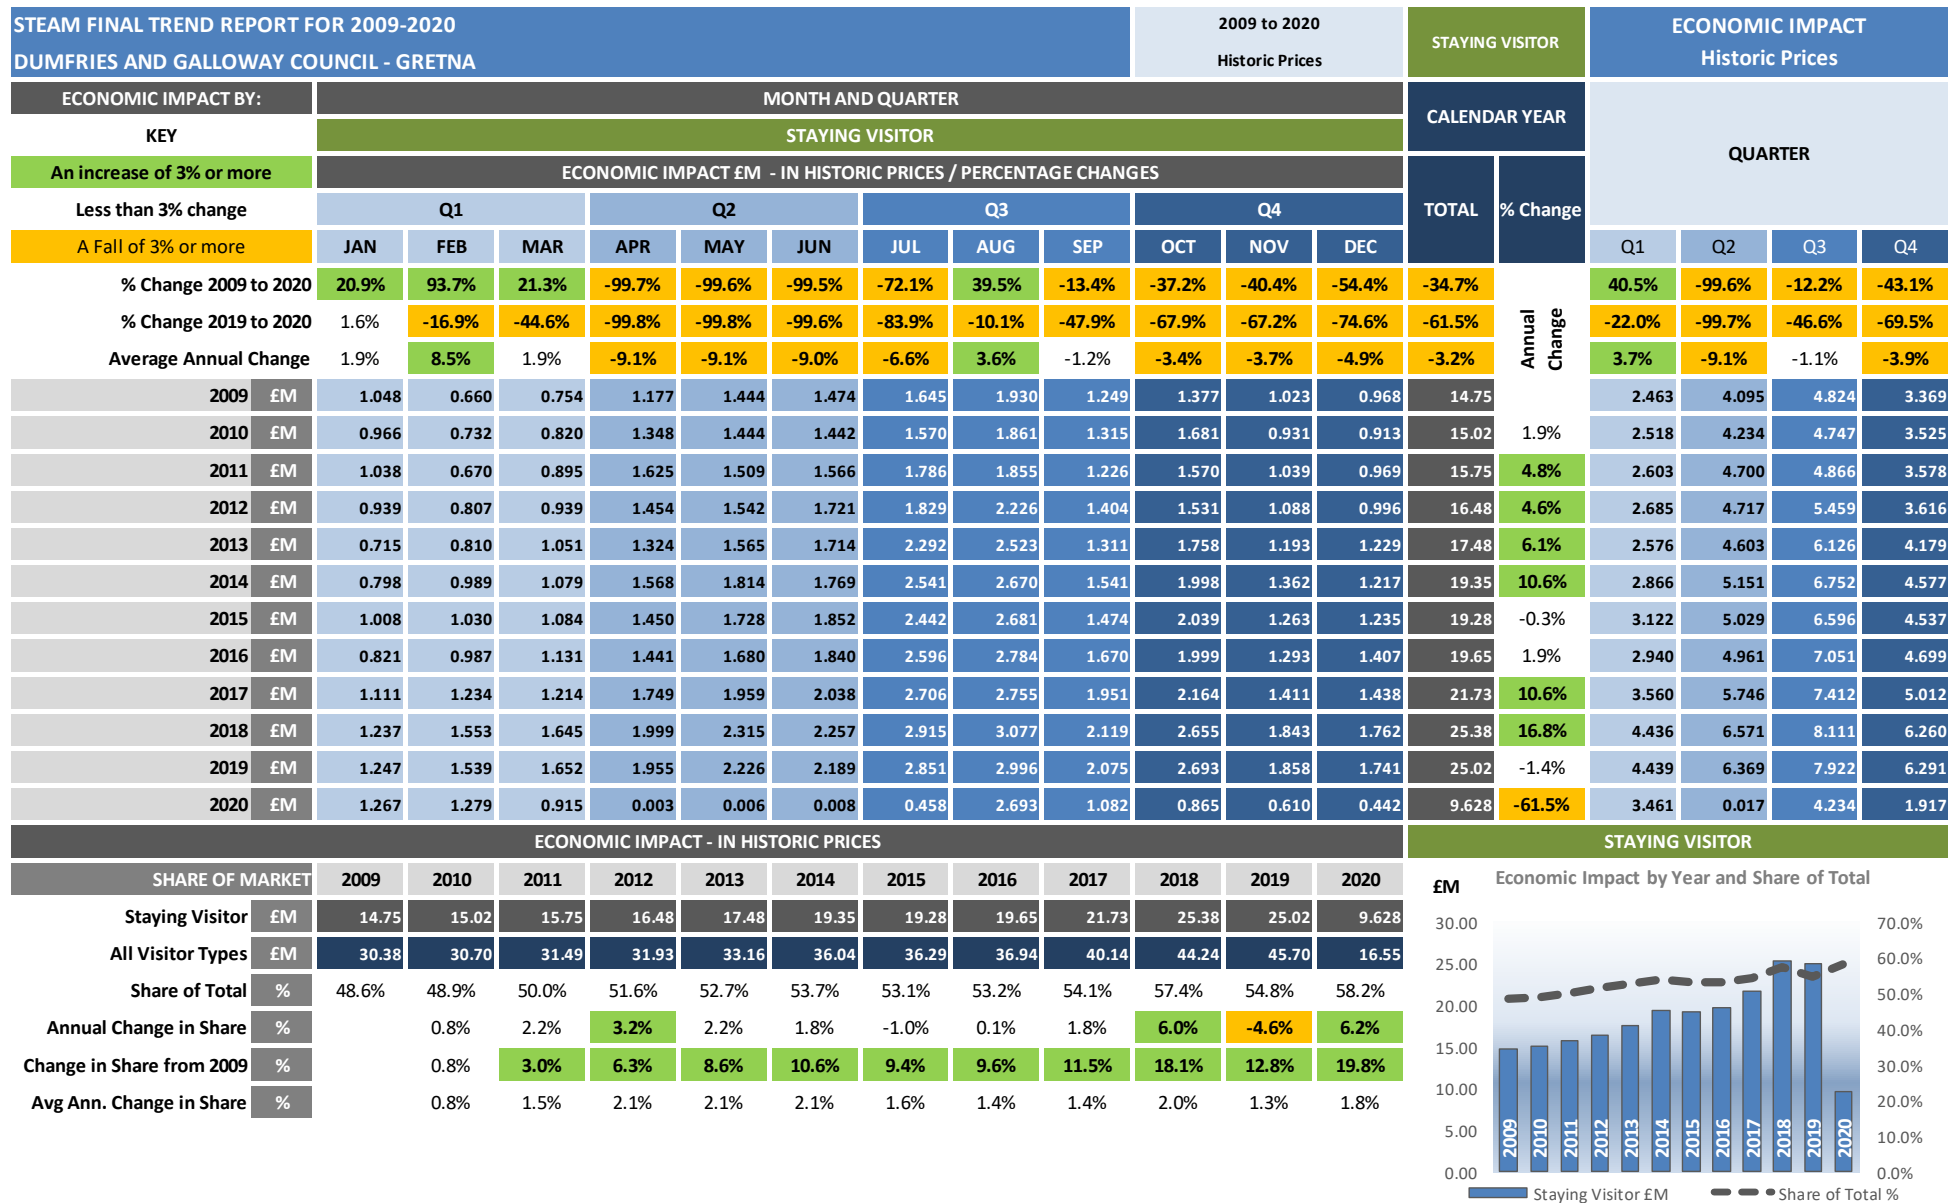 STEAM FINAL TREND REPORT FOR 2009-2020
DUMFRIES AND GALLOWAY COUNCIL - GRETNA
2009 to 2020
Historic Prices
STAYING VISITOR
ECONOMIC IMPACT
Historic Prices
ECONOMIC IMPACT BY:
MONTH AND QUARTER
CALENDAR YEAR
QUARTER
KEY
STAYING VISITOR
An increase of 3% or more
ECONOMIC IMPACT £M - IN HISTORIC PRICES / PERCENTAGE CHANGES
TOTAL
% Change
Less than 3% change
Q1 Q2 Q3 Q4
A Fall of 3% or more
JAN FEB MAR APR MAY JUN JUL AUG SEP OCT NOV DEC Q1 Q2 Q3 Q4
% Change 2009 to 2020 20.9% 93.7% 21.3% -99.7% -99.6% -99.5% -72.1% 39.5% -13.4% -37.2% -40.4% -54.4% -34.7% 40.5% -99.6% -12.2% -43.1%
% Change 2019 to 2020 1.6% -16.9% -44.6% -99.8% -99.8% -99.6% -83.9% -10.1% -47.9% -67.9% -67.2% -74.6% -61.5% -22.0% -99.7% -46.6% -69.5%
Average Annual Change 1.9% 8.5% 1.9% -9.1% -9.1% -9.0% -6.6% 3.6% -1.2% -3.4% -3.7% -4.9% -3.2% 3.7% -9.1% -1.1% -3.9%
Annual
Change
2009 £M 1.048 0.660 0.754 1.177 1.444 1.474 1.645 1.930 1.249 1.377 1.023 0.968 14.75 2.463 4.095 4.824 3.369
2010 £M 0.966 0.732 0.820 1.348 1.444 1.442 1.570 1.861 1.315 1.681 0.931 0.913 15.02 1.9% 2.518 4.234 4.747 3.525
2011 £M 1.038 0.670 0.895 1.625 1.509 1.566 1.786 1.855 1.226 1.570 1.039 0.969 15.75 4.8% 2.603 4.700 4.866 3.578
2012 £M 0.939 0.807 0.939 1.454 1.542 1.721 1.829 2.226 1.404 1.531 1.088 0.996 16.48 4.6% 2.685 4.717 5.459 3.616
2013 £M 0.715 0.810 1.051 1.324 1.565 1.714 2.292 2.523 1.311 1.758 1.193 1.229 17.48 6.1% 2.576 4.603 6.126 4.179
2014 £M 0.798 0.989 1.079 1.568 1.814 1.769 2.541 2.670 1.541 1.998 1.362 1.217 19.35 10.6% 2.866 5.151 6.752 4.577
2015 £M 1.008 1.030 1.084 1.450 1.728 1.852 2.442 2.681 1.474 2.039 1.263 1.235 19.28 -0.3% 3.122 5.029 6.596 4.537
2016 £M 0.821 0.987 1.131 1.441 1.680 1.840 2.596 2.784 1.670 1.999 1.293 1.407 19.65 1.9% 2.940 4.961 7.051 4.699
2017 £M 1.111 1.234 1.214 1.749 1.959 2.038 2.706 2.755 1.951 2.164 1.411 1.438 21.73 10.6% 3.560 5.746 7.412 5.012
2018 £M 1.237 1.553 1.645 1.999 2.315 2.257 2.915 3.077 2.119 2.655 1.843 1.762 25.38 16.8% 4.436 6.571 8.111 6.260
2019 £M 1.247 1.539 1.652 1.955 2.226 2.189 2.851 2.996 2.075 2.693 1.858 1.741 25.02 -1.4% 4.439 6.369 7.922 6.291
2020 £M 1.267 1.279 0.915 0.003 0.006 0.008 0.458 2.693 1.082 0.865 0.610 0.442 9.628 -61.5% 3.461 0.017 4.234 1.917
ECONOMIC IMPACT - IN HISTORIC PRICES
STAYING VISITOR
SHARE OF MARKET 2009 2010 2011 2012 2013 2014 2015 2016 2017 2018 2019 2020
Staying Visitor £M 14.75 15.02 15.75 16.48 17.48 19.35 19.28 19.65 21.73 25.38 25.02 9.628
All Visitor Types £M 30.38 30.70 31.49 31.93 33.16 36.04 36.29 36.94 40.14 44.24 45.70 16.55
Share of Total % 48.6% 48.9% 50.0% 51.6% 52.7% 53.7% 53.1% 53.2% 54.1% 57.4% 54.8% 58.2%
Annual Change in Share % 0.8% 2.2% 3.2% 2.2% 1.8% -1.0% 0.1% 1.8% 6.0% -4.6% 6.2%
Change in Share from 2009 % 0.8% 3.0% 6.3% 8.6% 10.6% 9.4% 9.6% 11.5% 18.1% 12.8% 19.8%
Avg Ann. Change in Share % 0.8% 1.5% 2.1% 2.1% 2.1% 1.6% 1.4% 1.4% 2.0% 1.3% 1.8%
£M
Economic Impact by Year and Share of Total
30.00 70.0%
25.00 60.0%
20.00 50.0%
15.00 40.0%
10.00 30.0%
5.00 20.0%
0.00 10.0%
0.0%
2009 2010 2011 2012 2013 2014 2015 2016 2017 2018 2019 2020
Staying Visitor £M
Share of Total %